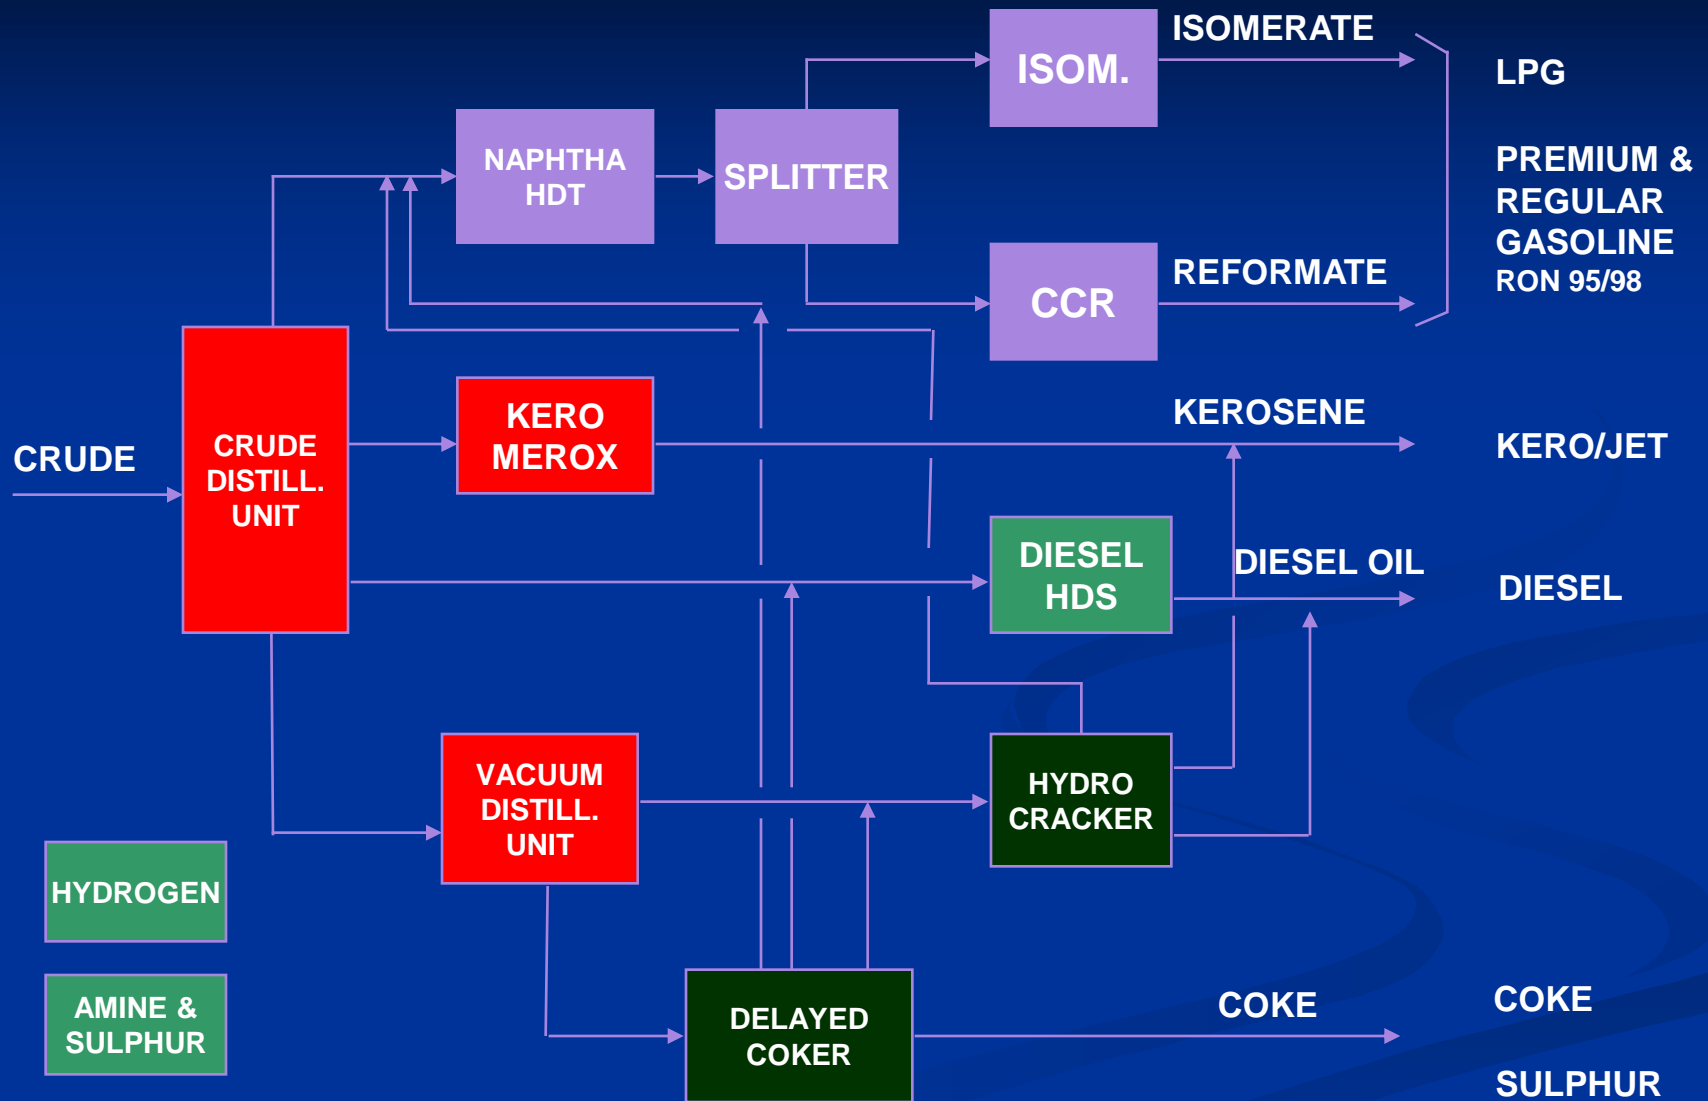 ISOMERATE
ISOM.
LPG
NAPHTHA
HDT
SPLITTER
PREMIUM &
REGULAR
GASOLINE
RON 95/98
REFORMATE
CCR
KERO
MEROX
KEROSENE
KERO/JET
CRUDE
CRUDE
DISTILL.
UNIT
DIESEL
HDS
DIESEL OIL
DIESEL
VACUUM
DISTILL.
UNIT
HYDRO
CRACKER
HYDROGEN
AMINE &
SULPHUR
DELAYED
COKER
COKE
COKE
SULPHUR